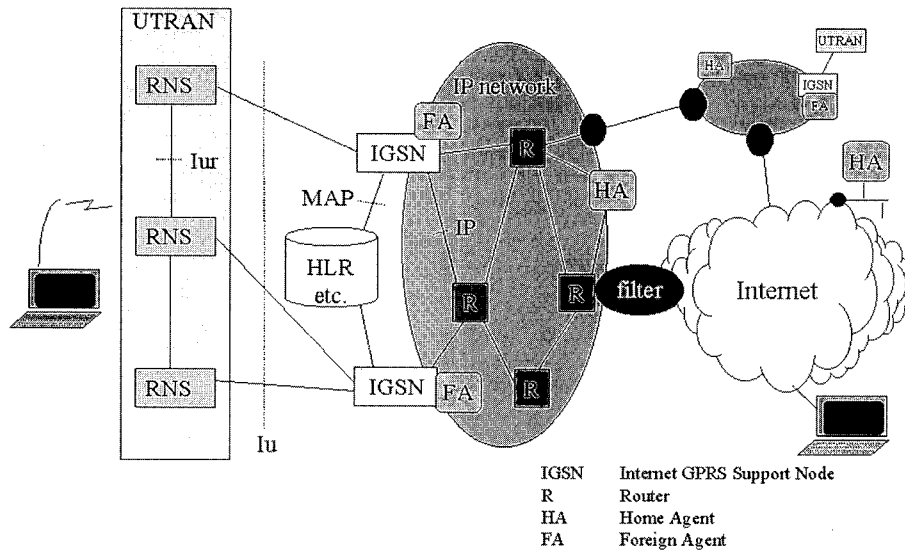 UTRAN
RNS
Iur
RNS
RNS
Iu
IP network
FA
IGSN
MAP
HLR
etc.
IP
R
HA
R
R
R
IGSN
FA
filter
HA
UTRAN
IGSN
FA
HA
Internet
IGSN Internet GPRS Support Node
R Router
HA Home Agent
FA Foreign Agent